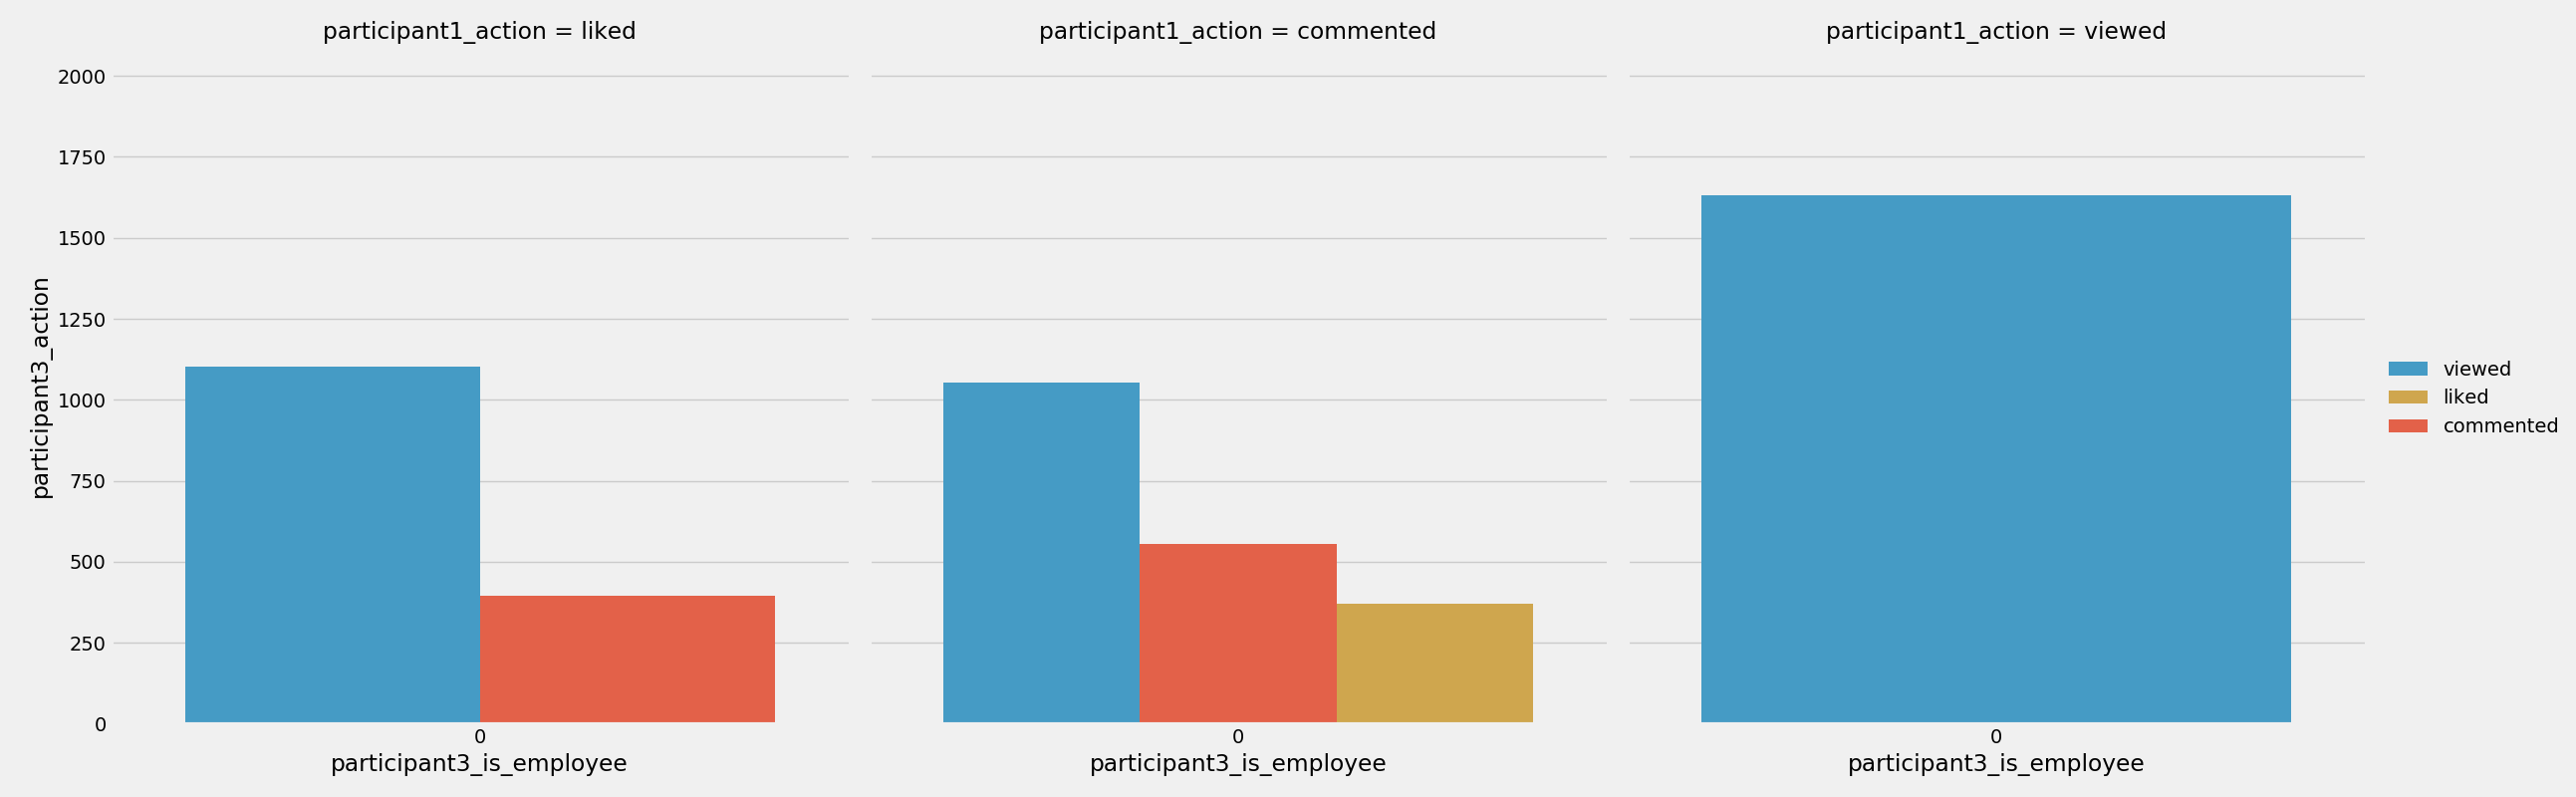 participant1_action = liked
participant1_action = commented
participant1_action = viewed
participant3_action
2000
1750
1500
1250
1000
750
500
250
0
0
0
0
participant3_is_employee
participant3_is_employee
participant3_is_employee
viewed
liked
commented